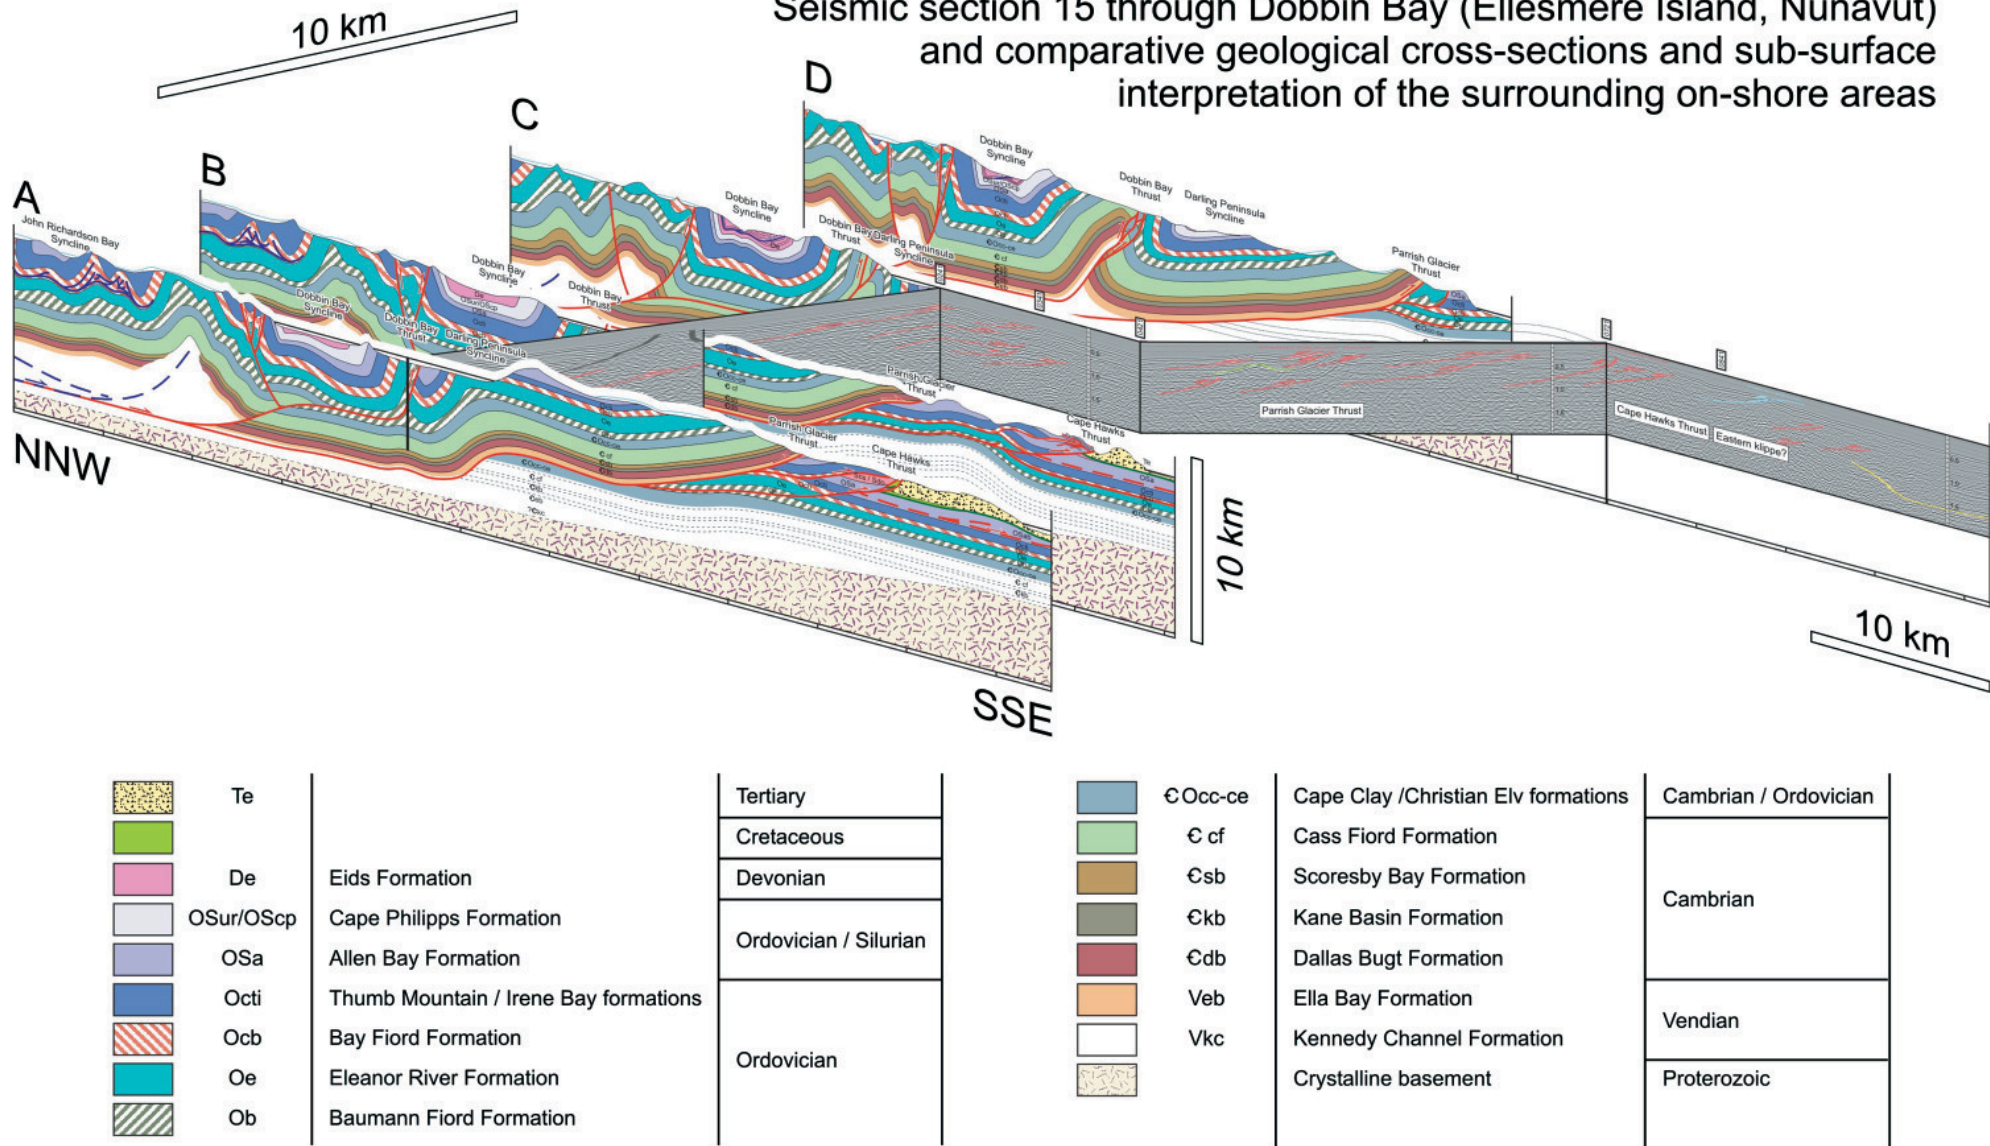 Seismic section 15 through Dobbin Bay (Ellesmere Island, Nunavut)
and comparative geological cross-sections and sub-surface
interpretation of the surrounding on-shore areas
10 km
A
B
C
D
John Richardson Bay
Syncline
Dobbin Bay
Syncline
Dobbin Bay
Thrust
Darling Peninsula
Syncline
Dobbin Bay
Syncline
Dobbin Bay
Thrust
Dobbin Bay
Syncline
Dobbin Bay
Thrust
Darling Peninsula
Syncline
Dobbin Bay
Syncline
Dobbin Bay
Thrust
Darling Peninsula
Syncline
Parrish Glacier
Thrust
Parrish Glacier
Thrust
Cape Hawks
Thrust
Parrish Glacier
Thrust
Cape Hawks
Thrust
Parrish Glacier Thrust
Cape Hawks Thrust
Eastern klippe?
NNW
SSE
10 km
10 km
Te
Tertiary
Cretaceous
De
Eids Formation
Devonian
OSur/OScp
Cape Philipps Formation
Ordovician / Silurian
OSa
Allen Bay Formation
Octi
Thumb Mountain / Irene Bay formations
Ocb
Bay Fiord Formation
Ordovician
Oe
Eleanor River Formation
Ob
Baumann Fiord Formation
ЄOcc-ce
Cape Clay /Christian Elv formations
Cambrian / Ordovician
Є cf
Cass Fiord Formation
Єsb
Scoresby Bay Formation
Cambrian
Єkb
Kane Basin Formation
Єdb
Dallas Bugt Formation
Veb
Ella Bay Formation
Vendian
Vkc
Kennedy Channel Formation
Crystalline basement
Proterozoic